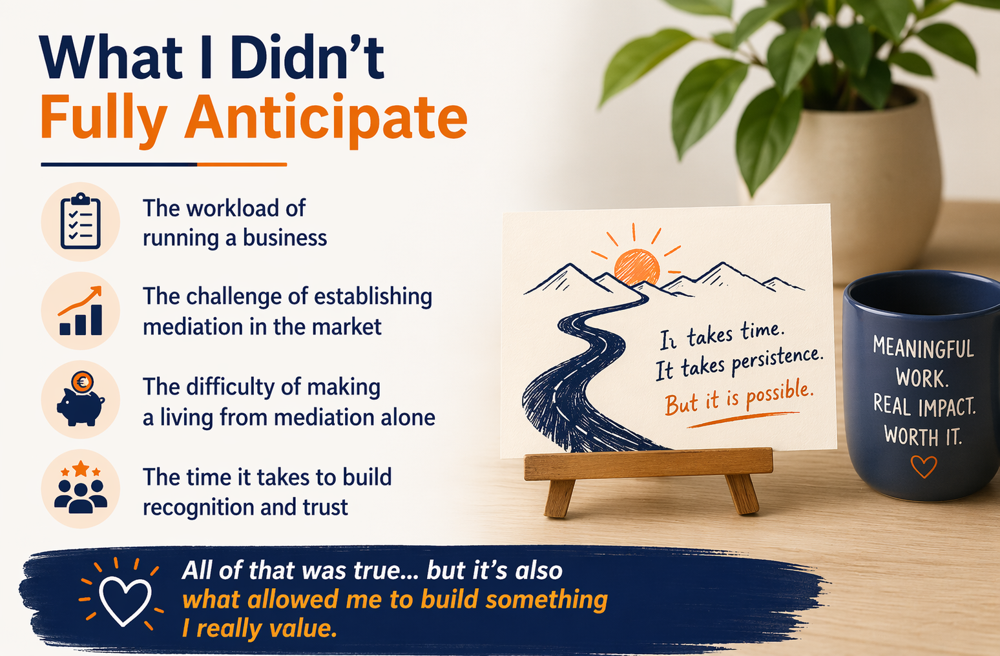 What I Didn't
Fully Anticipate
The workload of
running a business
The challenge of establishing
mediation in the market
€
The difficulty of making
a living from mediation alone
The time it takes to build
recognition and trust
It takes time.
It takes persistence.
But it is possible.
MEANINGFUL
WORK.
REAL IMPACT.
WORTH IT.
All of that was true... but it's also
what allowed me to build something
I really value.